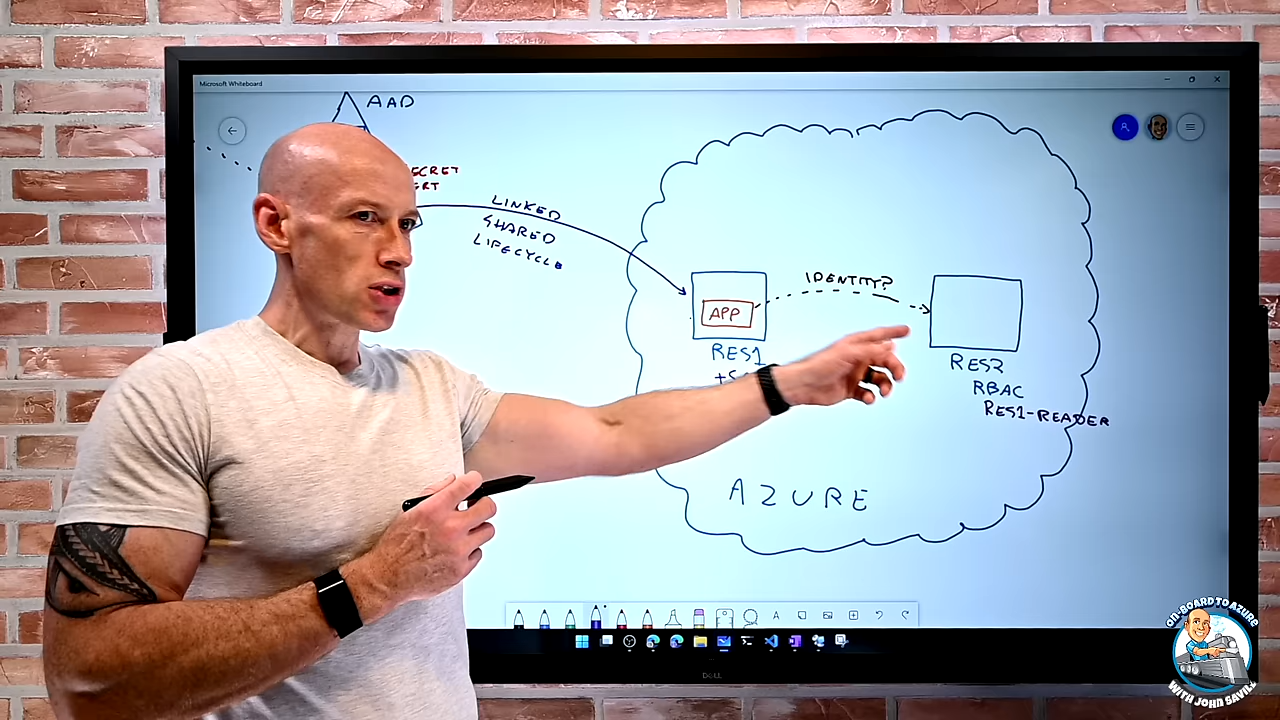 Microsoft Whiteboard
AAD
LINKED
SHARED
LIFECYCLE
IDENTITY?
APP
RES1
RES2
RBAC
RES1-READER
AZURE
DELL
ON-BOARD TO AZURE
WITH JOHN SAVILL